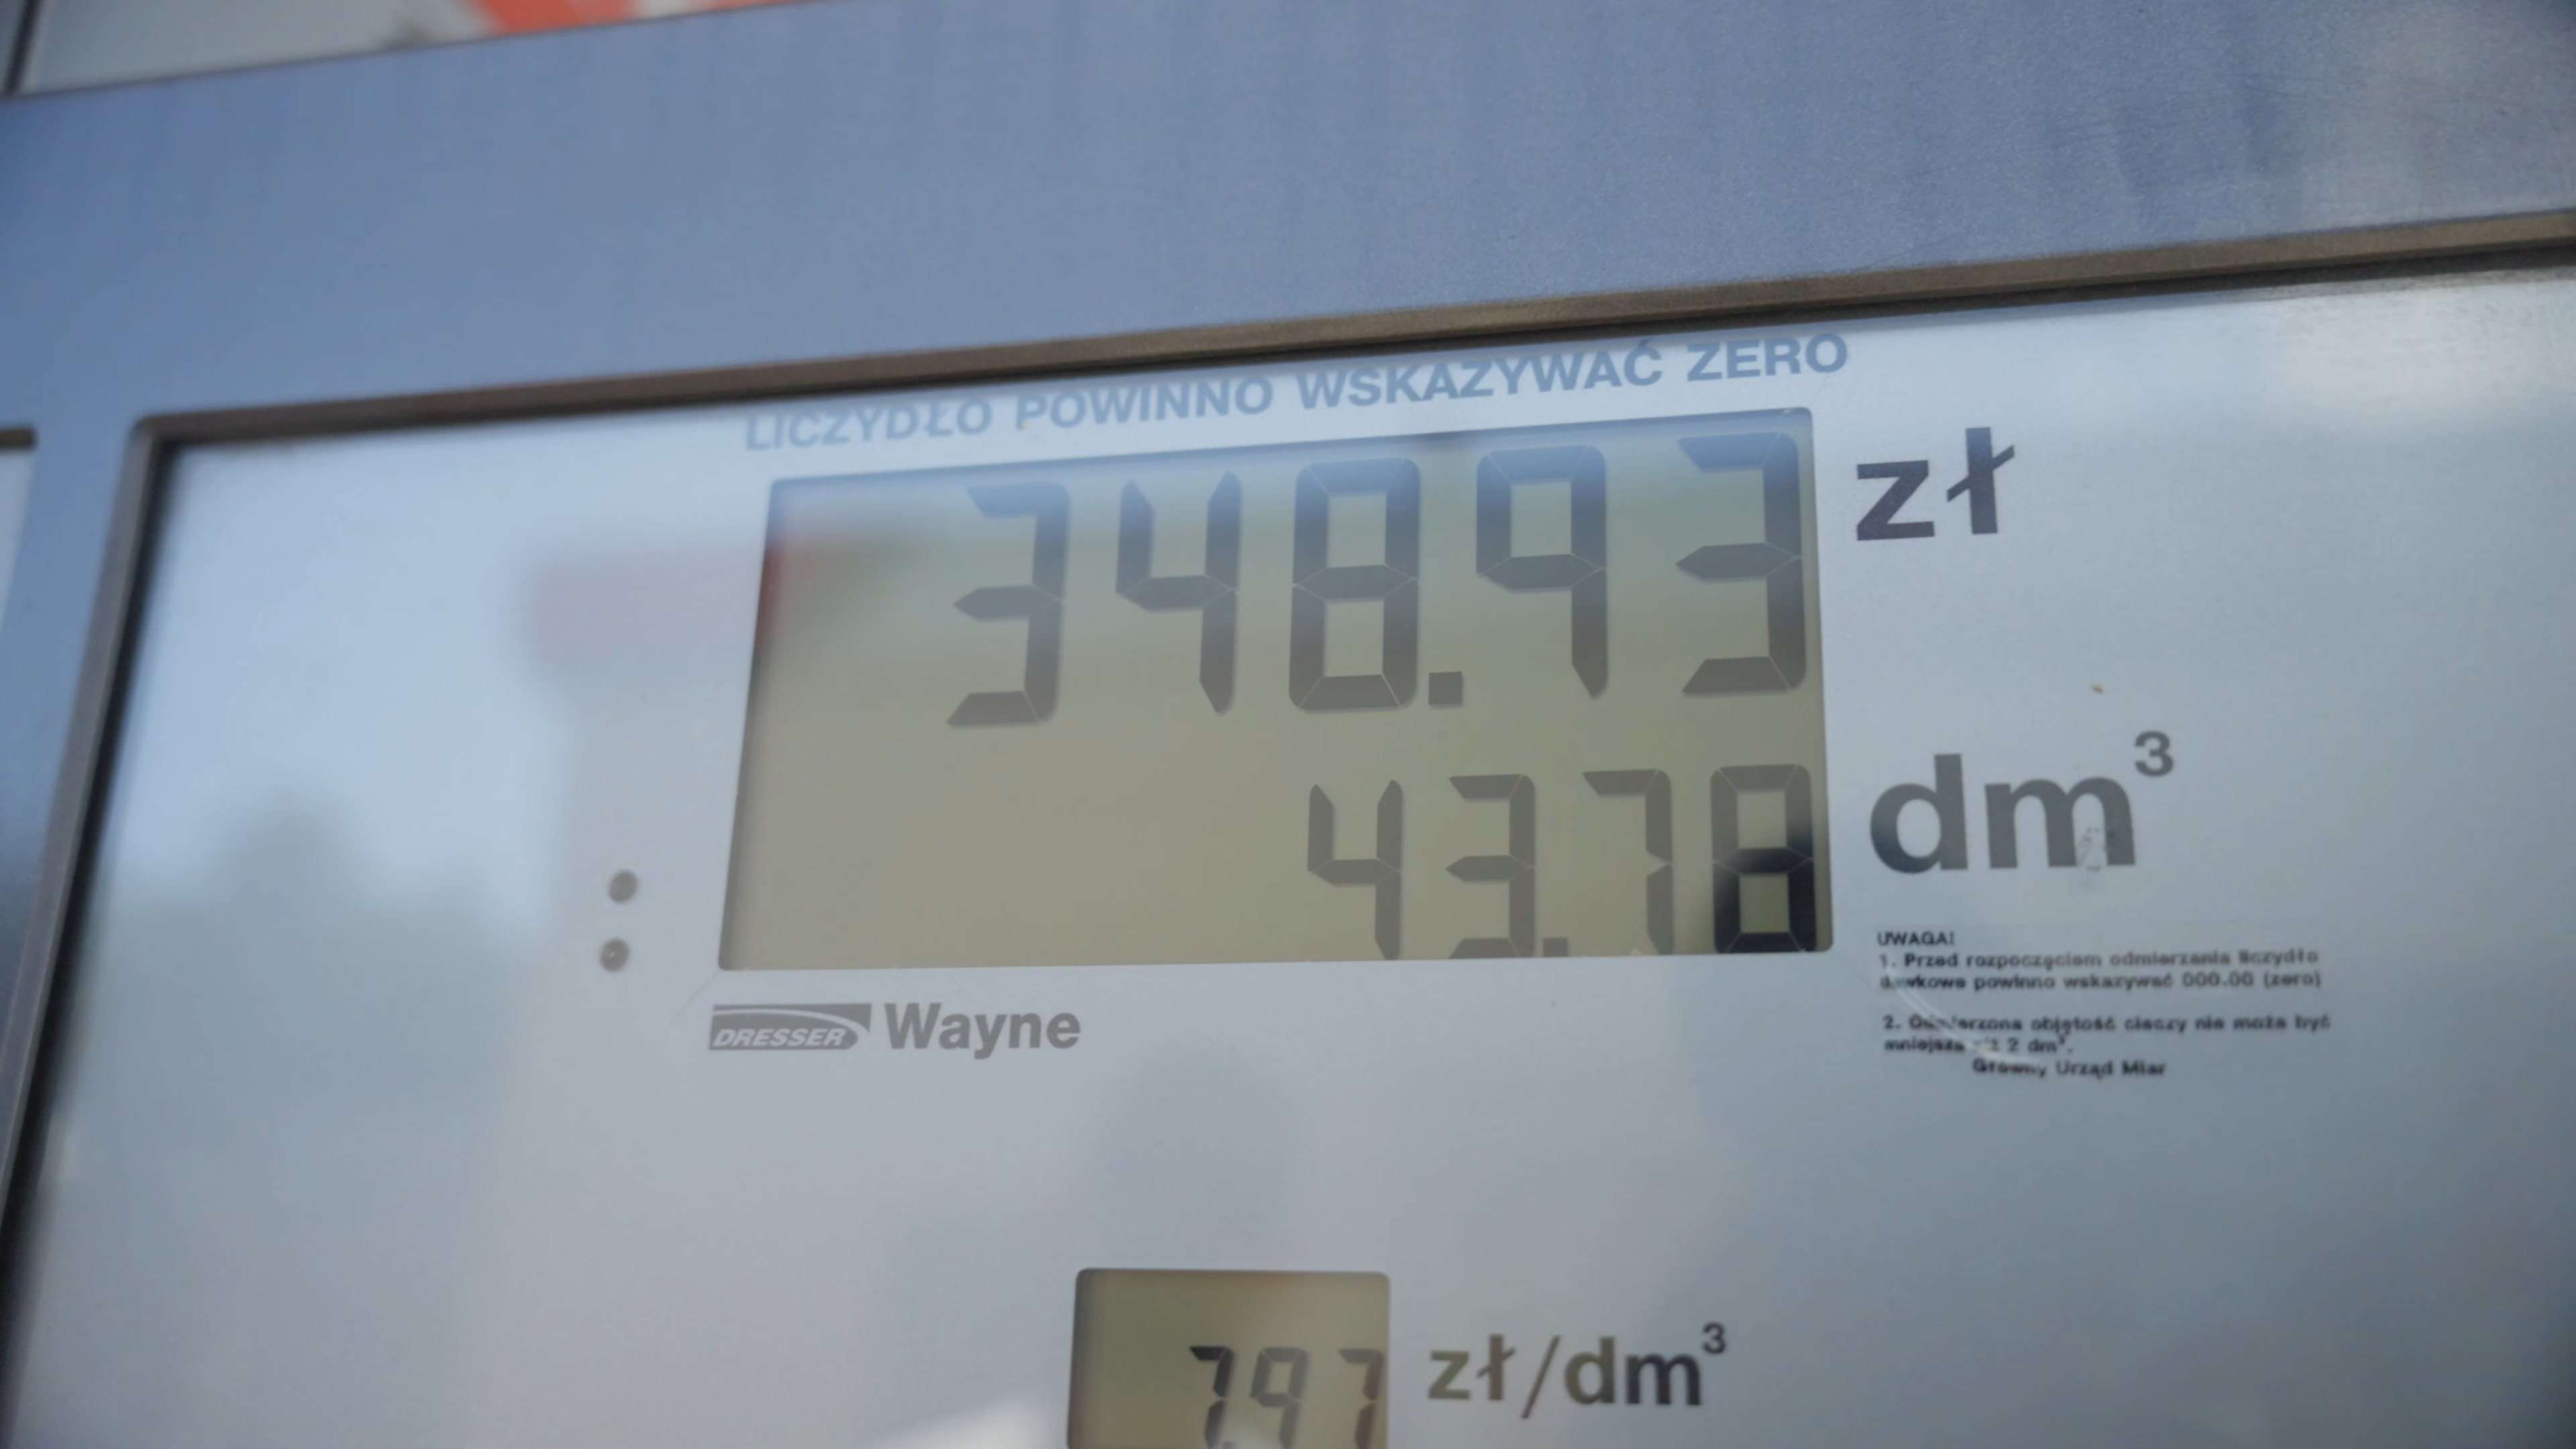 LICZYDŁO POWINNO WSKAZYWAĆ ZERO
348.93 zł
43.78 dm³
UWAGA!
1. Przed rozpoczęciem odmierzania liczydło
dawkowe powinno wskazywać 000.00 (zero)
2. Odmierzona objętość cieczy nie może być
mniejsza niż 2 dm³.
Główny Urząd Miar
DRESSER Wayne
7.97 zł/dm³